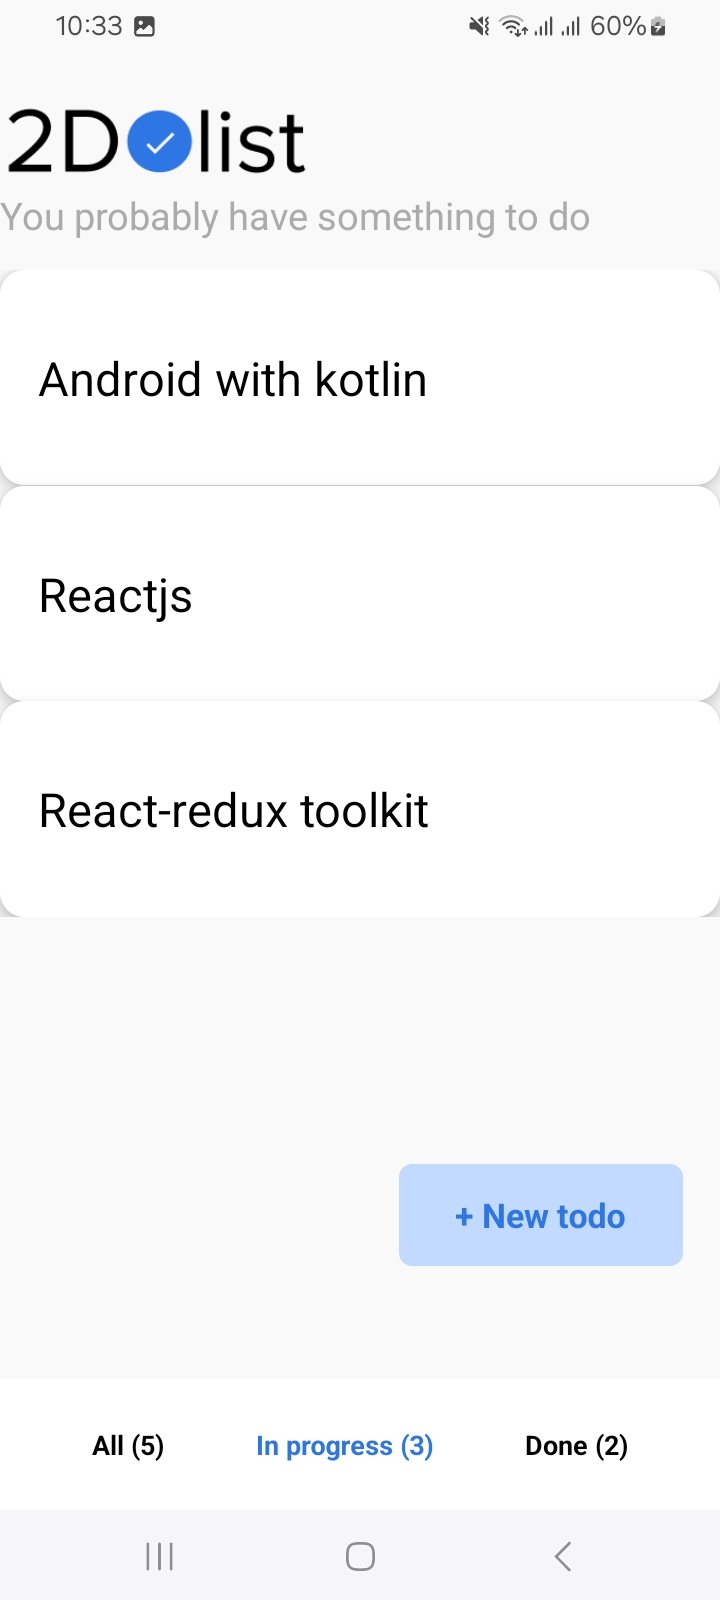 10:33 60%
2D list
You probably have something to do
Android with kotlin
Reactjs
React-redux toolkit
+ New todo
All (5) In progress (3) Done (2)